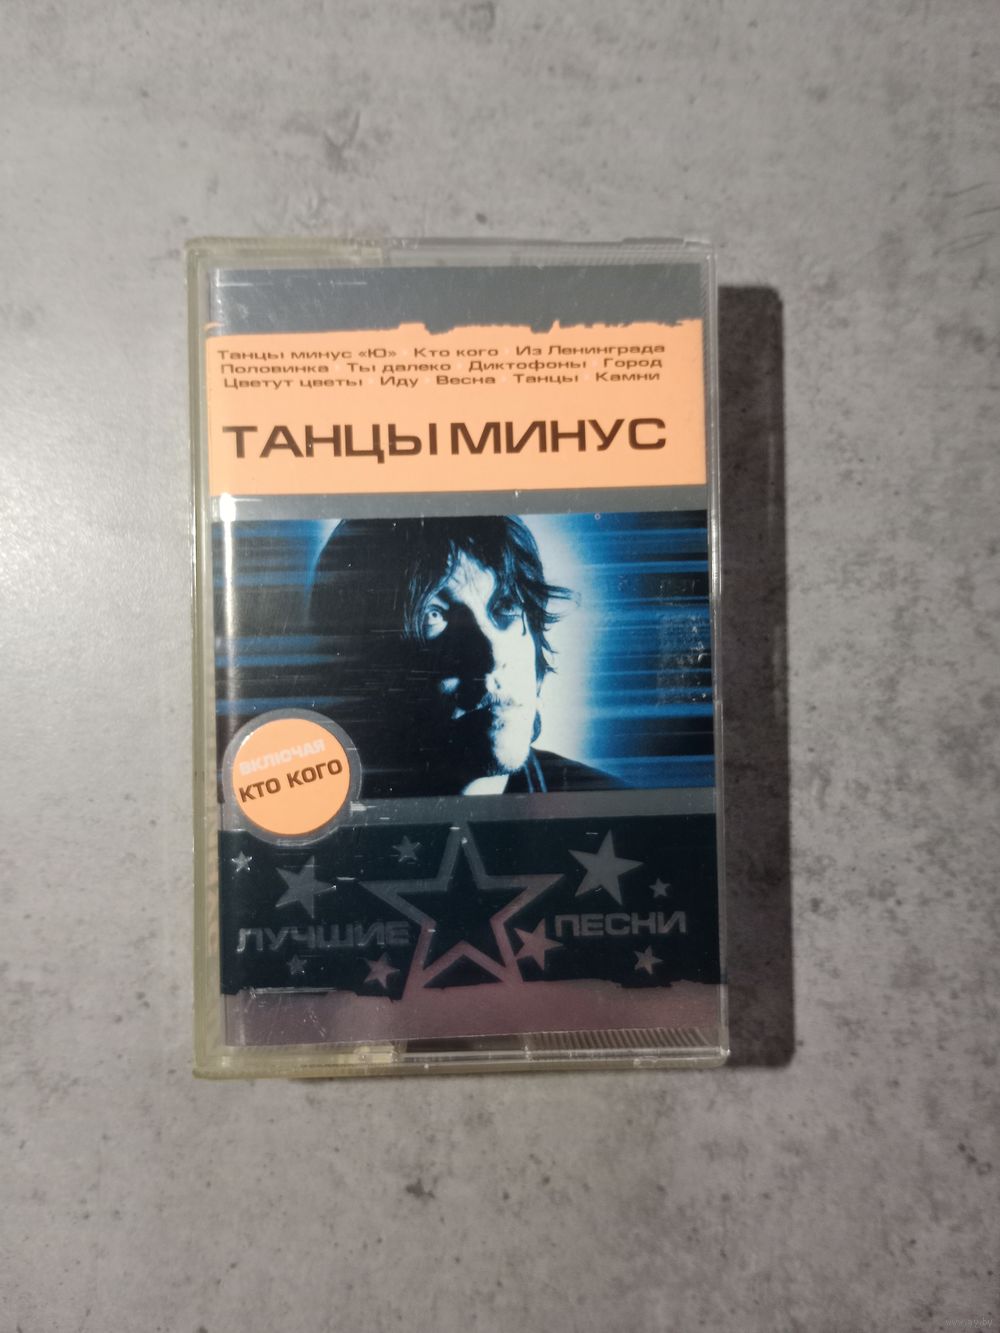 Танцы минус «Ю» Кто кого Из Ленинграда
Половинка Ты далеко Диктофоны Город
Цветут цветы Иду Весна Танцы Камни
ТАНЦЫ МИНУС
ВКЛЮЧАЯ
КТО КОГО
ЛУЧШИЕ ПЕСНИ